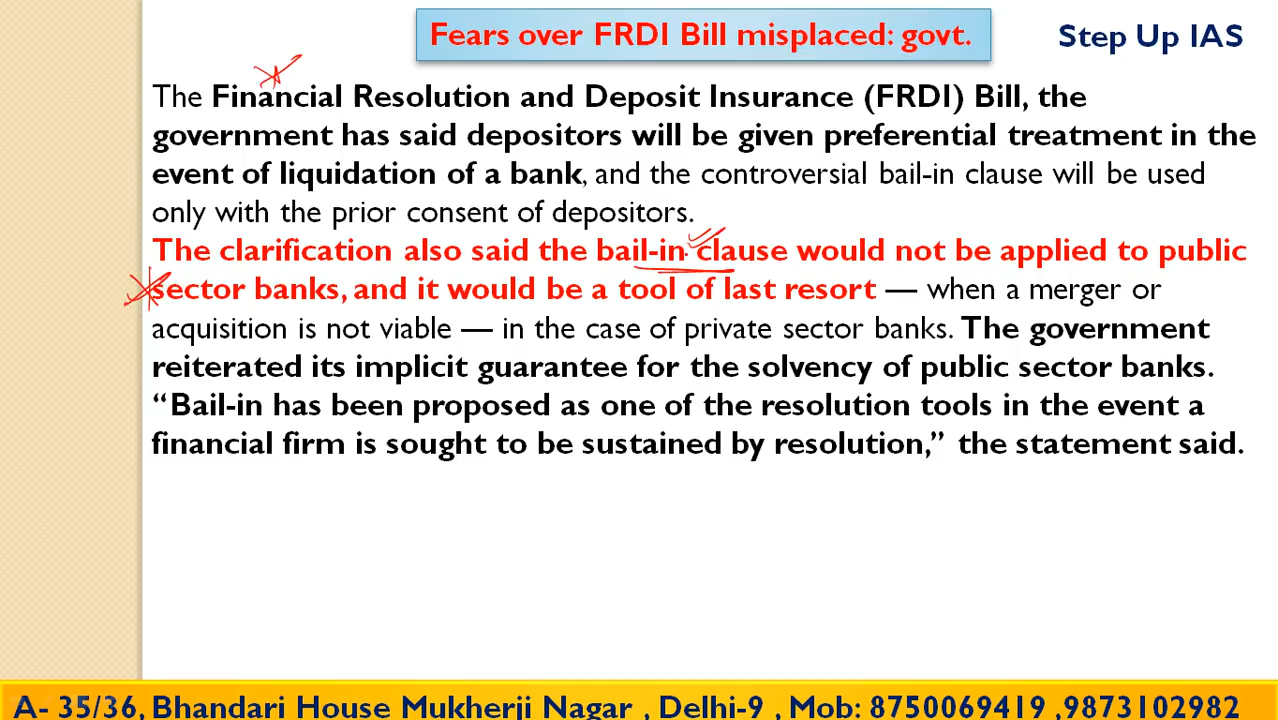 Fears over FRDI Bill misplaced: govt.
Step Up IAS
The Financial Resolution and Deposit Insurance (FRDI) Bill, the
government has said depositors will be given preferential treatment in the
event of liquidation of a bank, and the controversial bail-in clause will be used
only with the prior consent of depositors.
The clarification also said the bail-in clause would not be applied to public
sector banks, and it would be a tool of last resort — when a merger or
acquisition is not viable — in the case of private sector banks. The government
reiterated its implicit guarantee for the solvency of public sector banks.
“Bail-in has been proposed as one of the resolution tools in the event a
financial firm is sought to be sustained by resolution,” the statement said.
A- 35/36, Bhandari House Mukherji Nagar , Delhi-9 , Mob: 8750069419 ,9873102982